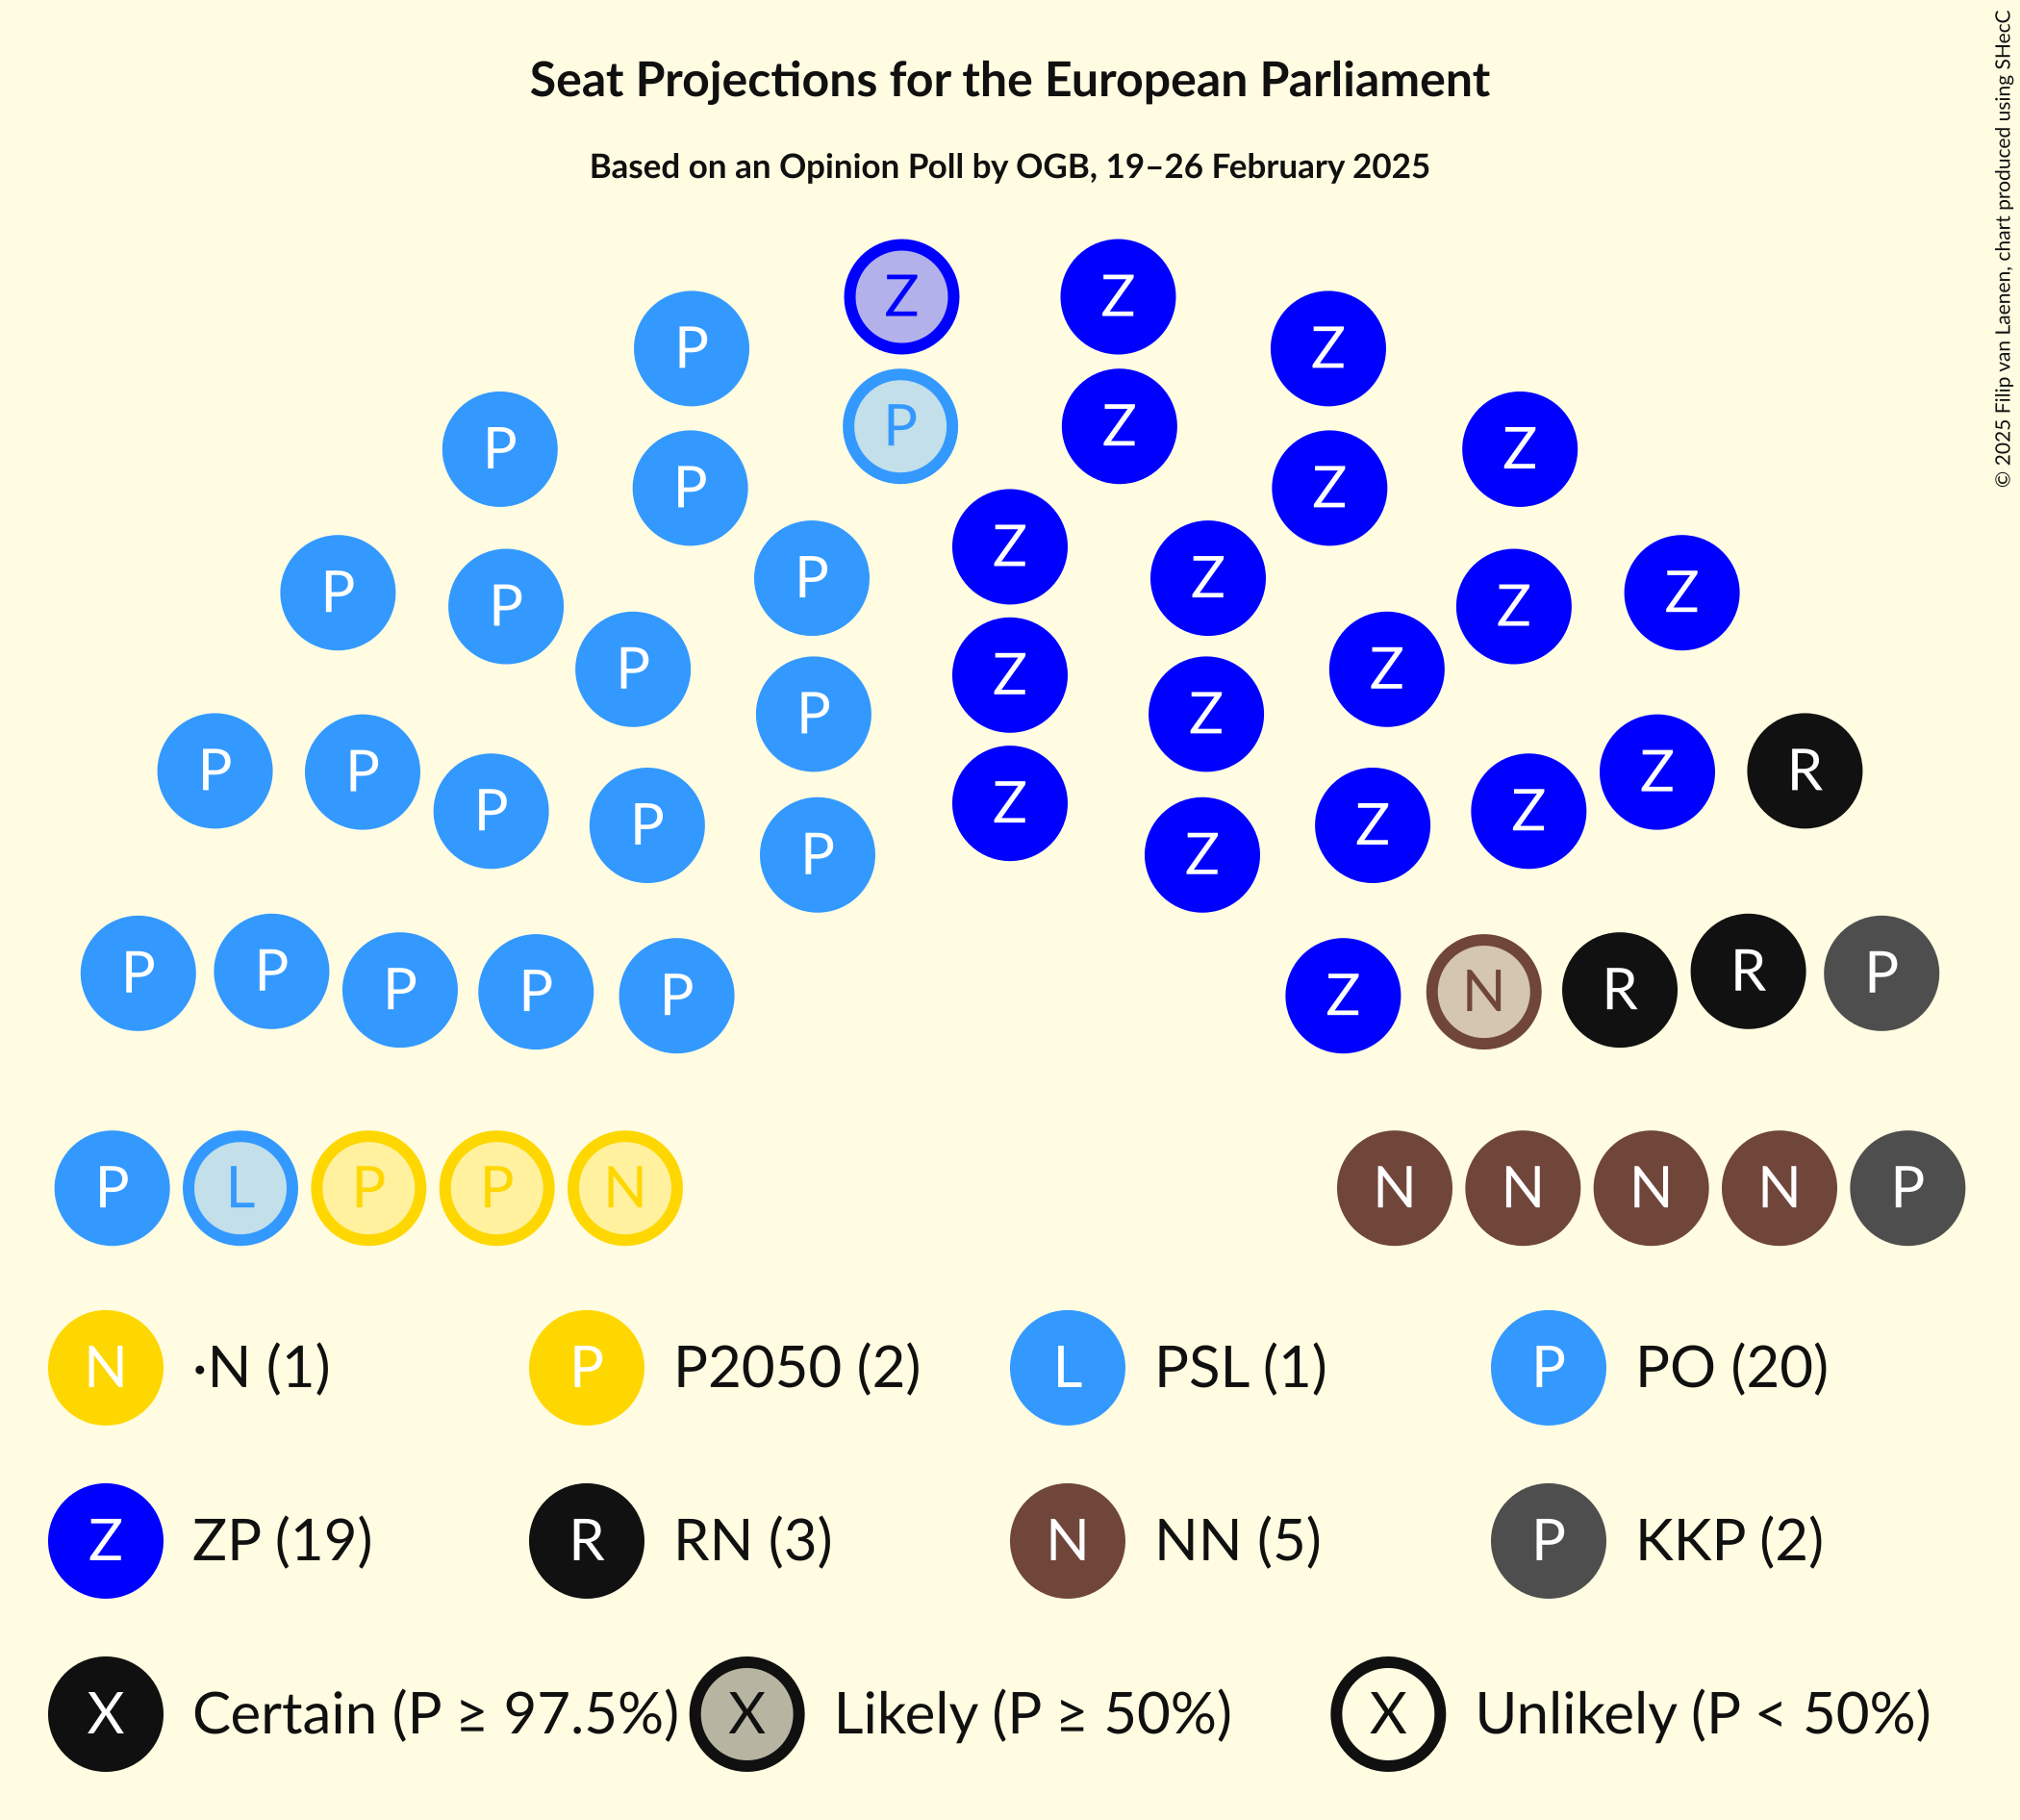 Seat Projections for the European Parliament
Based on an Opinion Poll by OGB, 19–26 February 2025
© 2025 Filip van Laenen, chart produced using SHecC
Z Z
P Z
P Z
P Z Z
P Z
Z
P Z Z
P P Z Z
P P Z Z
Z
P Z
P P Z Z R
P P Z Z
P Z
P P P P P Z N R R P
P L P P N N N N N P
N ·N (1) P P2050 (2) L PSL (1) P PO (20)
Z ZP (19) R RN (3) N NN (5) P KKP (2)
X Certain (P ≥ 97.5%) X Likely (P ≥ 50%) X Unlikely (P < 50%)